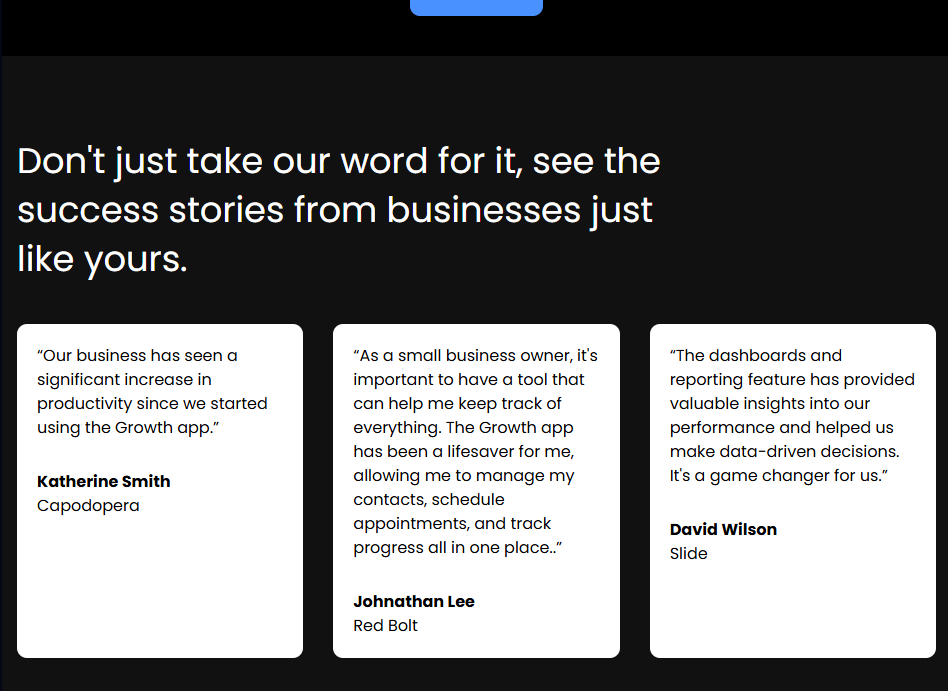 Don't just take our word for it, see the
success stories from businesses just
like yours.
“Our business has seen a
significant increase in
productivity since we started
using the Growth app.”
Katherine Smith
Capodopera
“As a small business owner, it's
important to have a tool that
can help me keep track of
everything. The Growth app
has been a lifesaver for me,
allowing me to manage my
contacts, schedule
appointments, and track
progress all in one place..”
Johnathan Lee
Red Bolt
“The dashboards and
reporting feature has provided
valuable insights into our
performance and helped us
make data-driven decisions.
It's a game changer for us.”
David Wilson
Slide